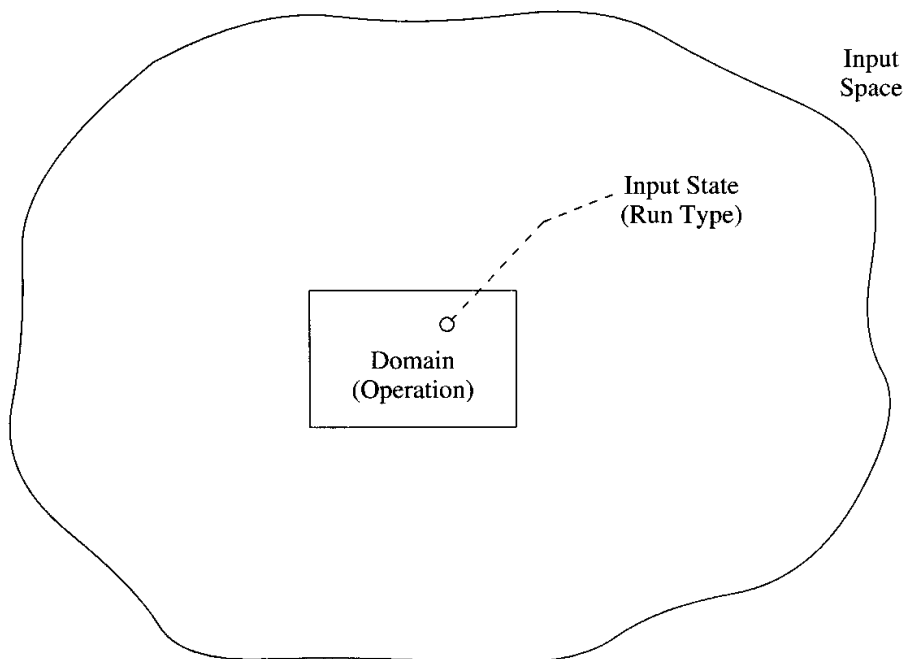 Input
Space
Input State
(Run Type)
Domain
(Operation)